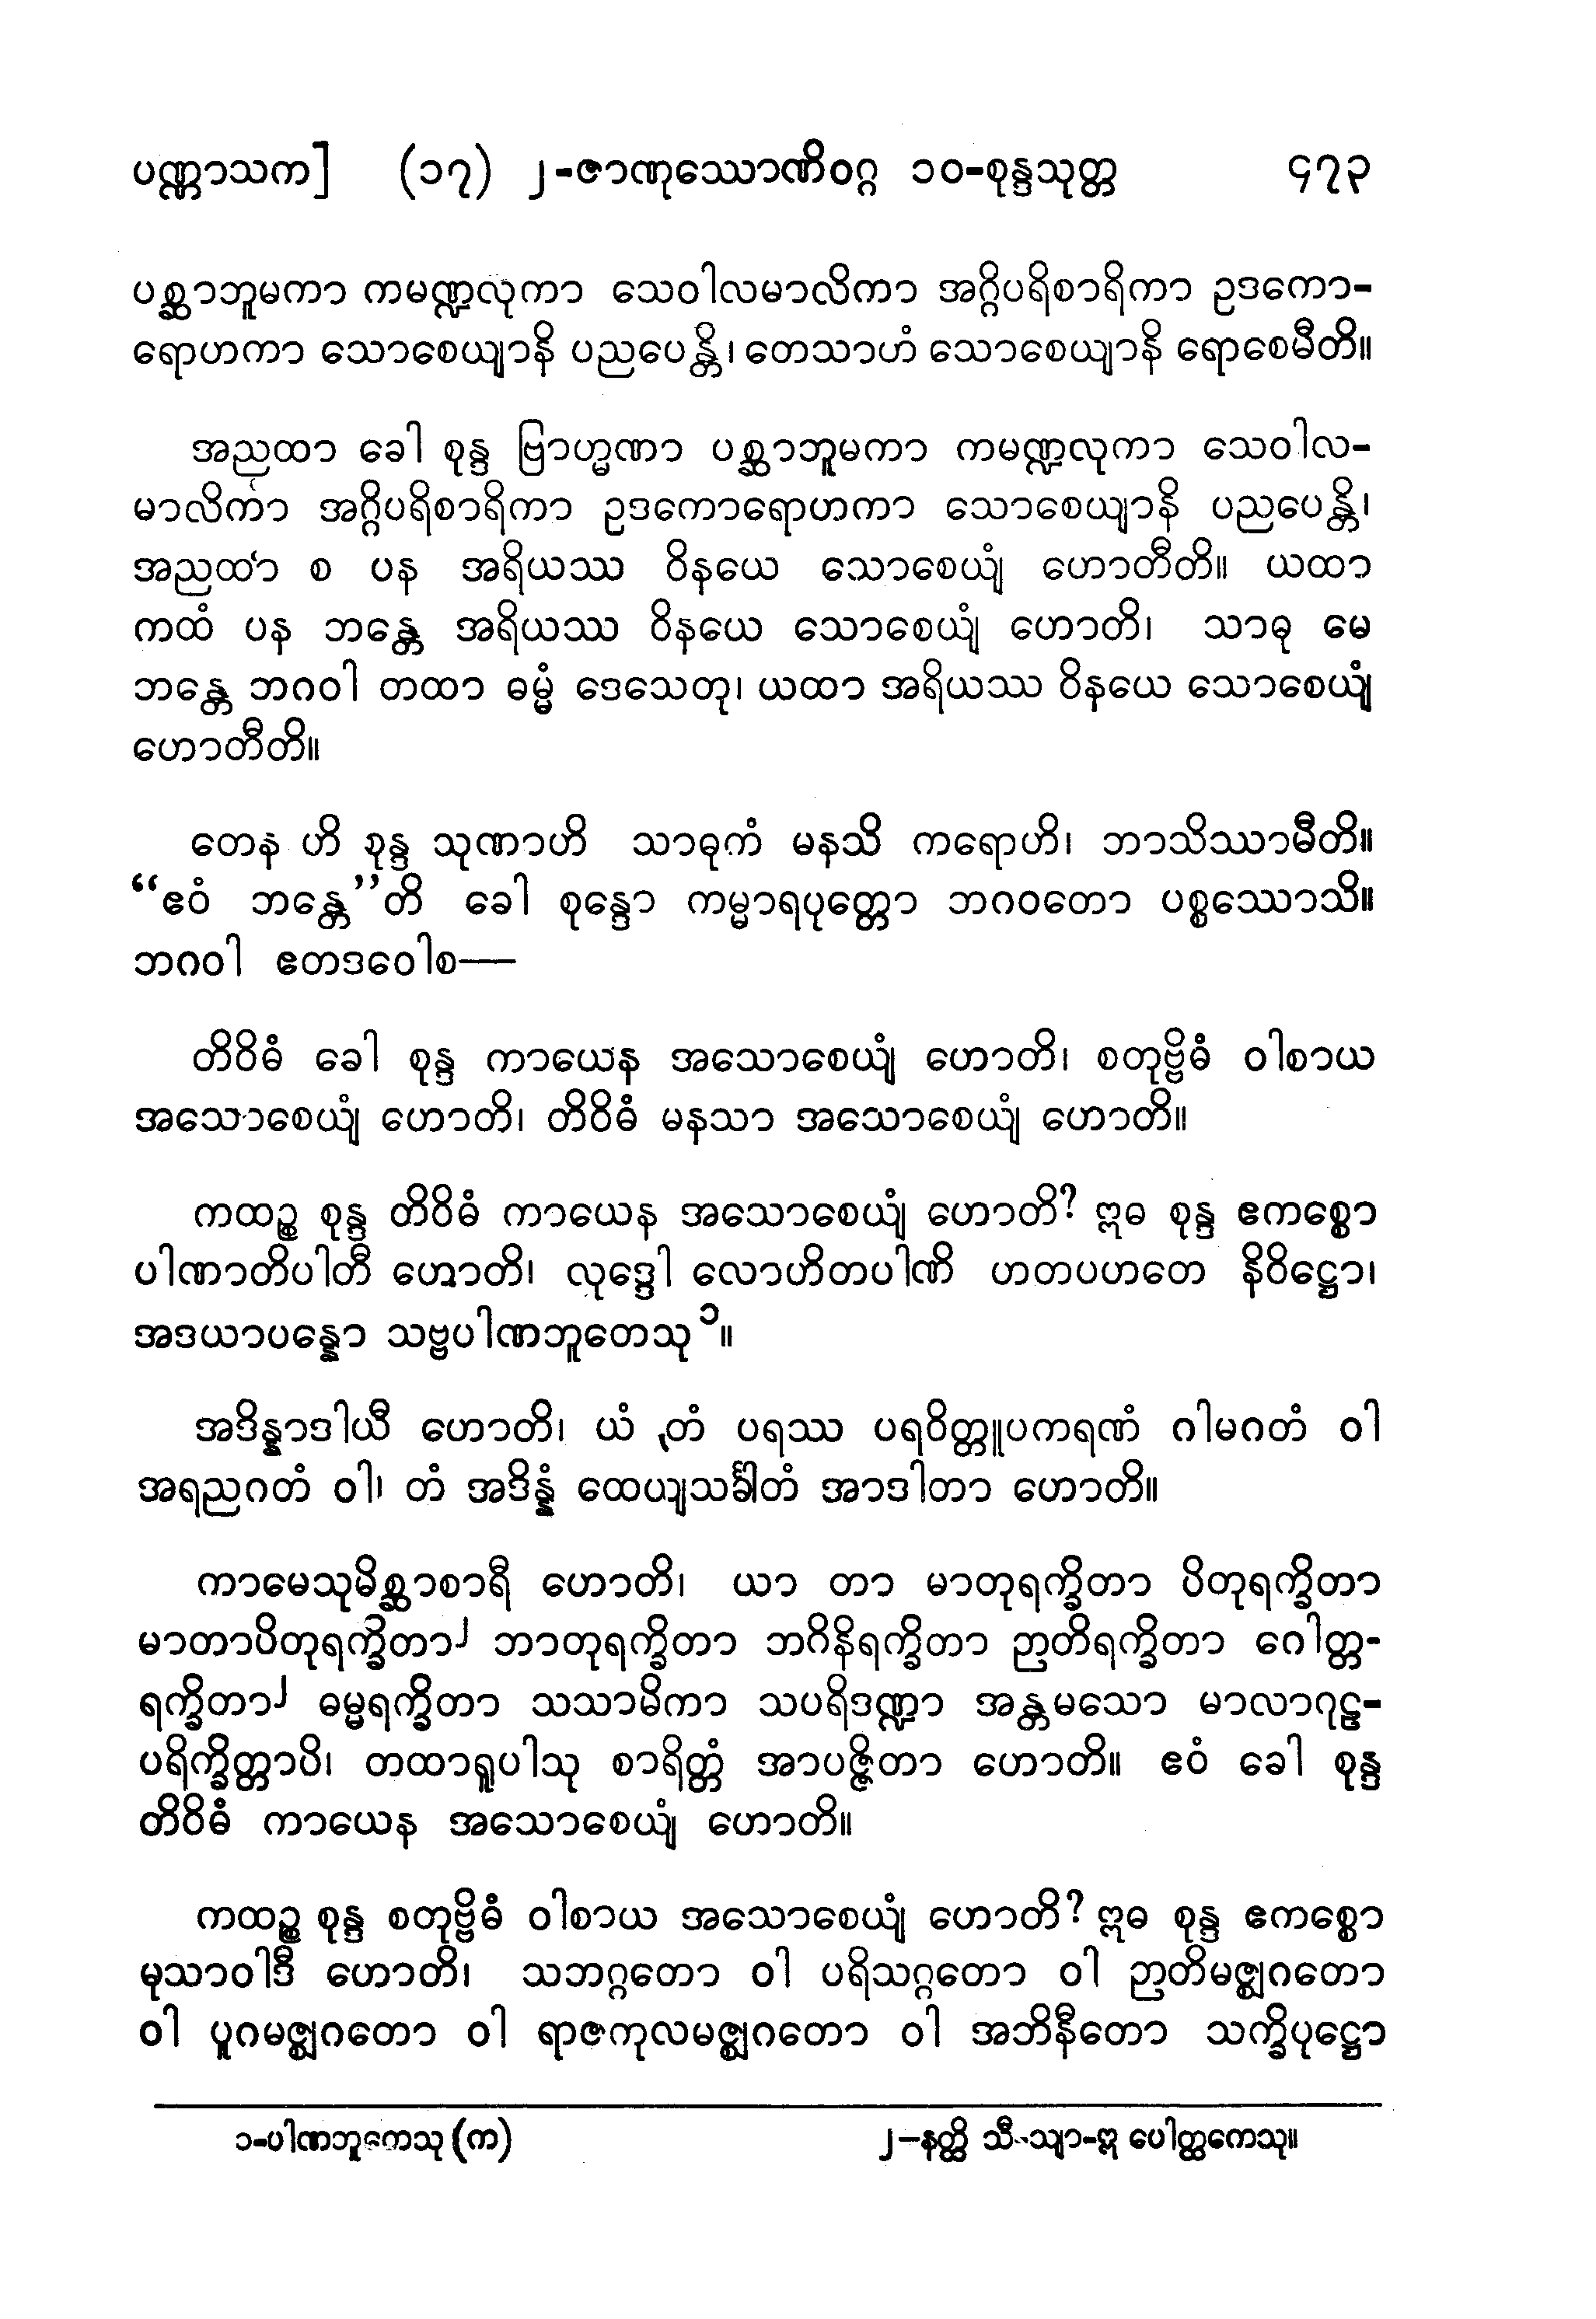 ပဏ္ဏာသက] (၁၇) ၂-ဇာဏုဿောဏိဝဂ္ဂ ၁၀-စုန္ဒသုတ္တ ၄၇၃
ပစ္ဆာဘူမကာ ကမဏ္ဍလုကာ သေဝါလမာလိကာ အဂ္ဂိပရိစာရိကာ ဥဒကော-
ရောဟကာ သောစေယျာနိ ပညပေန္တိ၊ တေသာဟံ သောစေယျာနိ ရောစေမီတိ။
အညထာ ခေါ စုန္ဒ ဗြာဟ္မဏာ ပစ္ဆာဘူမကာ ကမဏ္ဍလုကာ သေဝါလ-
မာလိကာ အဂ္ဂိပရိစာရိကာ ဥဒကောရောဟကာ သောစေယျာနိ ပညပေန္တိ၊
အညထာ စ ပန အရိယဿ ဝိနယေ သောစေယျံ ဟောတီတိ။ ယထာ
ကထံ ပန ဘန္တေ အရိယဿ ဝိနယေ သောစေယျံ ဟောတိ၊ သာဓု မေ
ဘန္တေ ဘဂဝါ တထာ ဓမ္မံ ဒေသေတု၊ ယထာ အရိယဿ ဝိနယေ သောစေယျံ
ဟောတီတိ။
တေန ဟိ စုန္ဒ သုဏာဟိ သာဓုကံ မနသိ ကရောဟိ၊ ဘာသိဿာမီတိ။
“ဧဝံ ဘန္တေ”တိ ခေါ စုန္ဒော ကမ္မာရပုတ္တော ဘဂဝတော ပစ္စဿောသိ။
ဘဂဝါ ဧတဒဝေါစ—
တိဝိဓံ ခေါ စုန္ဒ ကာယေန အသောစေယျံ ဟောတိ၊ စတုဗ္ဗိဓံ ဝါစာယ
အသောစေယျံ ဟောတိ၊ တိဝိဓံ မနသာ အသောစေယျံ ဟောတိ။
ကထဉ္စ စုန္ဒ တိဝိဓံ ကာယေန အသောစေယျံ ဟောတိ? ဣဓ စုန္ဒ ဧကစ္စော
ပါဏာတိပါတီ ဟောတိ၊ လုဒ္ဒေါ လောဟိတပါဏိ ဟတပဟတေ နိဝိဋ္ဌော၊
အဒယာပန္နော သဗ္ဗပါဏဘူတေသု၁။
အဒိန္နာဒါယီ ဟောတိ၊ ယံ တံ ပရဿ ပရဝိတ္တူပကရဏံ ဂါမဂတံ ဝါ
အရညဂတံ ဝါ၊ တံ အဒိန္နံ ထေယျသင်္ခါတံ အာဒါတာ ဟောတိ။
ကာမေသုမိစ္ဆာစာရီ ဟောတိ၊ ယာ တာ မာတုရက္ခိတာ ပိတုရက္ခိတာ
မာတာပိတုရက္ခိတာ၂ ဘာတုရက္ခိတာ ဘဂိနိရက္ခိတာ ဉာတိရက္ခိတာ ဂေါတ္တ-
ရက္ခိတာ၂ ဓမ္မရက္ခိတာ သသာမိကာ သပရိဒဏ္ဍာ အန္တမသော မာလာဂုဠ-
ပရိက္ခိတ္တာပိ၊ တထာရူပါသု စာရိတ္တံ အာပဇ္ဇိတာ ဟောတိ။ ဧဝံ ခေါ စုန္ဒ
တိဝိဓံ ကာယေန အသောစေယျံ ဟောတိ။
ကထဉ္စ စုန္ဒ စတုဗ္ဗိဓံ ဝါစာယ အသောစေယျံ ဟောတိ? ဣဓ စုန္ဒ ဧကစ္စော
မုသာဝါဒီ ဟောတိ၊ သဘဂ္ဂတော ဝါ ပရိသဂ္ဂတော ဝါ ဉာတိမဇ္ဈဂတော
ဝါ ပူဂမဇ္ဈဂတော ဝါ ရာဇကုလမဇ္ဈဂတော ဝါ အဘိနီတော သက္ခိပုဋ္ဌော
၁-ပါဏဘူကေသု (က) ၂—နတ္ထိ သီ-သျာ-ဣ ပေါတ္ထကေသု။